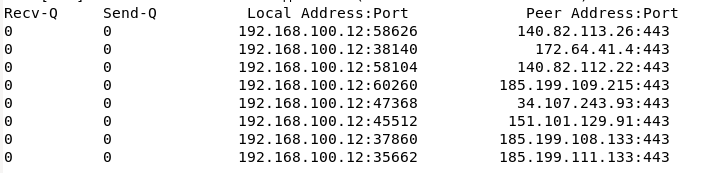 Recv-Q Send-Q Local Address:Port Peer Address:Port
0 0 192.168.100.12:58626 140.82.113.26:443
0 0 192.168.100.12:38140 172.64.41.4:443
0 0 192.168.100.12:58104 140.82.112.22:443
0 0 192.168.100.12:60260 185.199.109.215:443
0 0 192.168.100.12:47368 34.107.243.93:443
0 0 192.168.100.12:45512 151.101.129.91:443
0 0 192.168.100.12:37860 185.199.108.133:443
0 0 192.168.100.12:35662 185.199.111.133:443